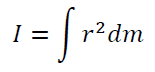 I = ∫ r²dm